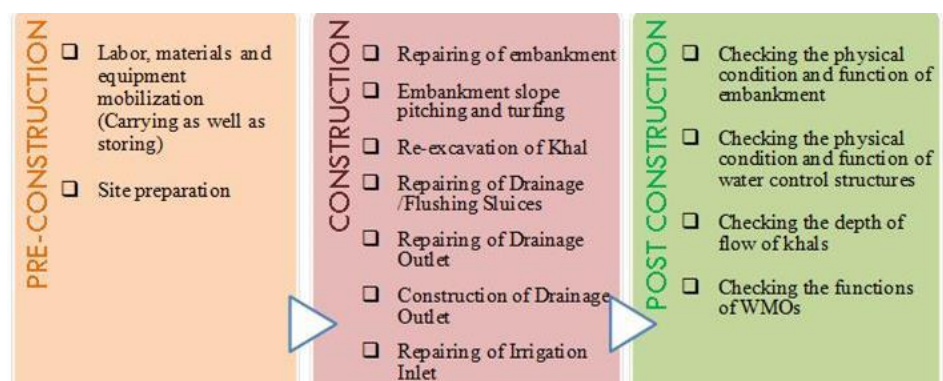 PRE-CONSTRUCTION
❑ Labor, materials and
equipment
mobilization
(Carrying as well as
storing)
❑ Site preparation
CONSTRUCTION
❑ Repairing of embankment
❑ Embankment slope
pitching and turfing
❑ Re-excavation of Khal
❑ Repairing of Drainage
/Flushing Sluices
❑ Repairing of Drainage
Outlet
❑ Construction of Drainage
Outlet
❑ Repairing of Irrigation
Inlet
POST CONSTRUCTION
❑ Checking the physical
condition and function of
embankment
❑ Checking the physical
condition and function of
water control structures
❑ Checking the depth of
flow of khals
❑ Checking the functions
of WMOs